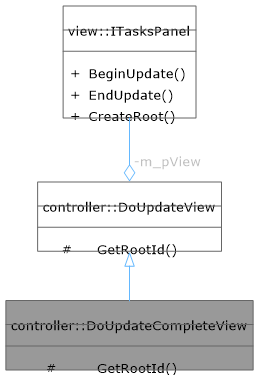 view::ITasksPanel
+ BeginUpdate()
+ EndUpdate()
+ CreateRoot()
-m_pView
controller::DoUpdateView
# GetRootId()
controller::DoUpdateCompleteView
# GetRootId()